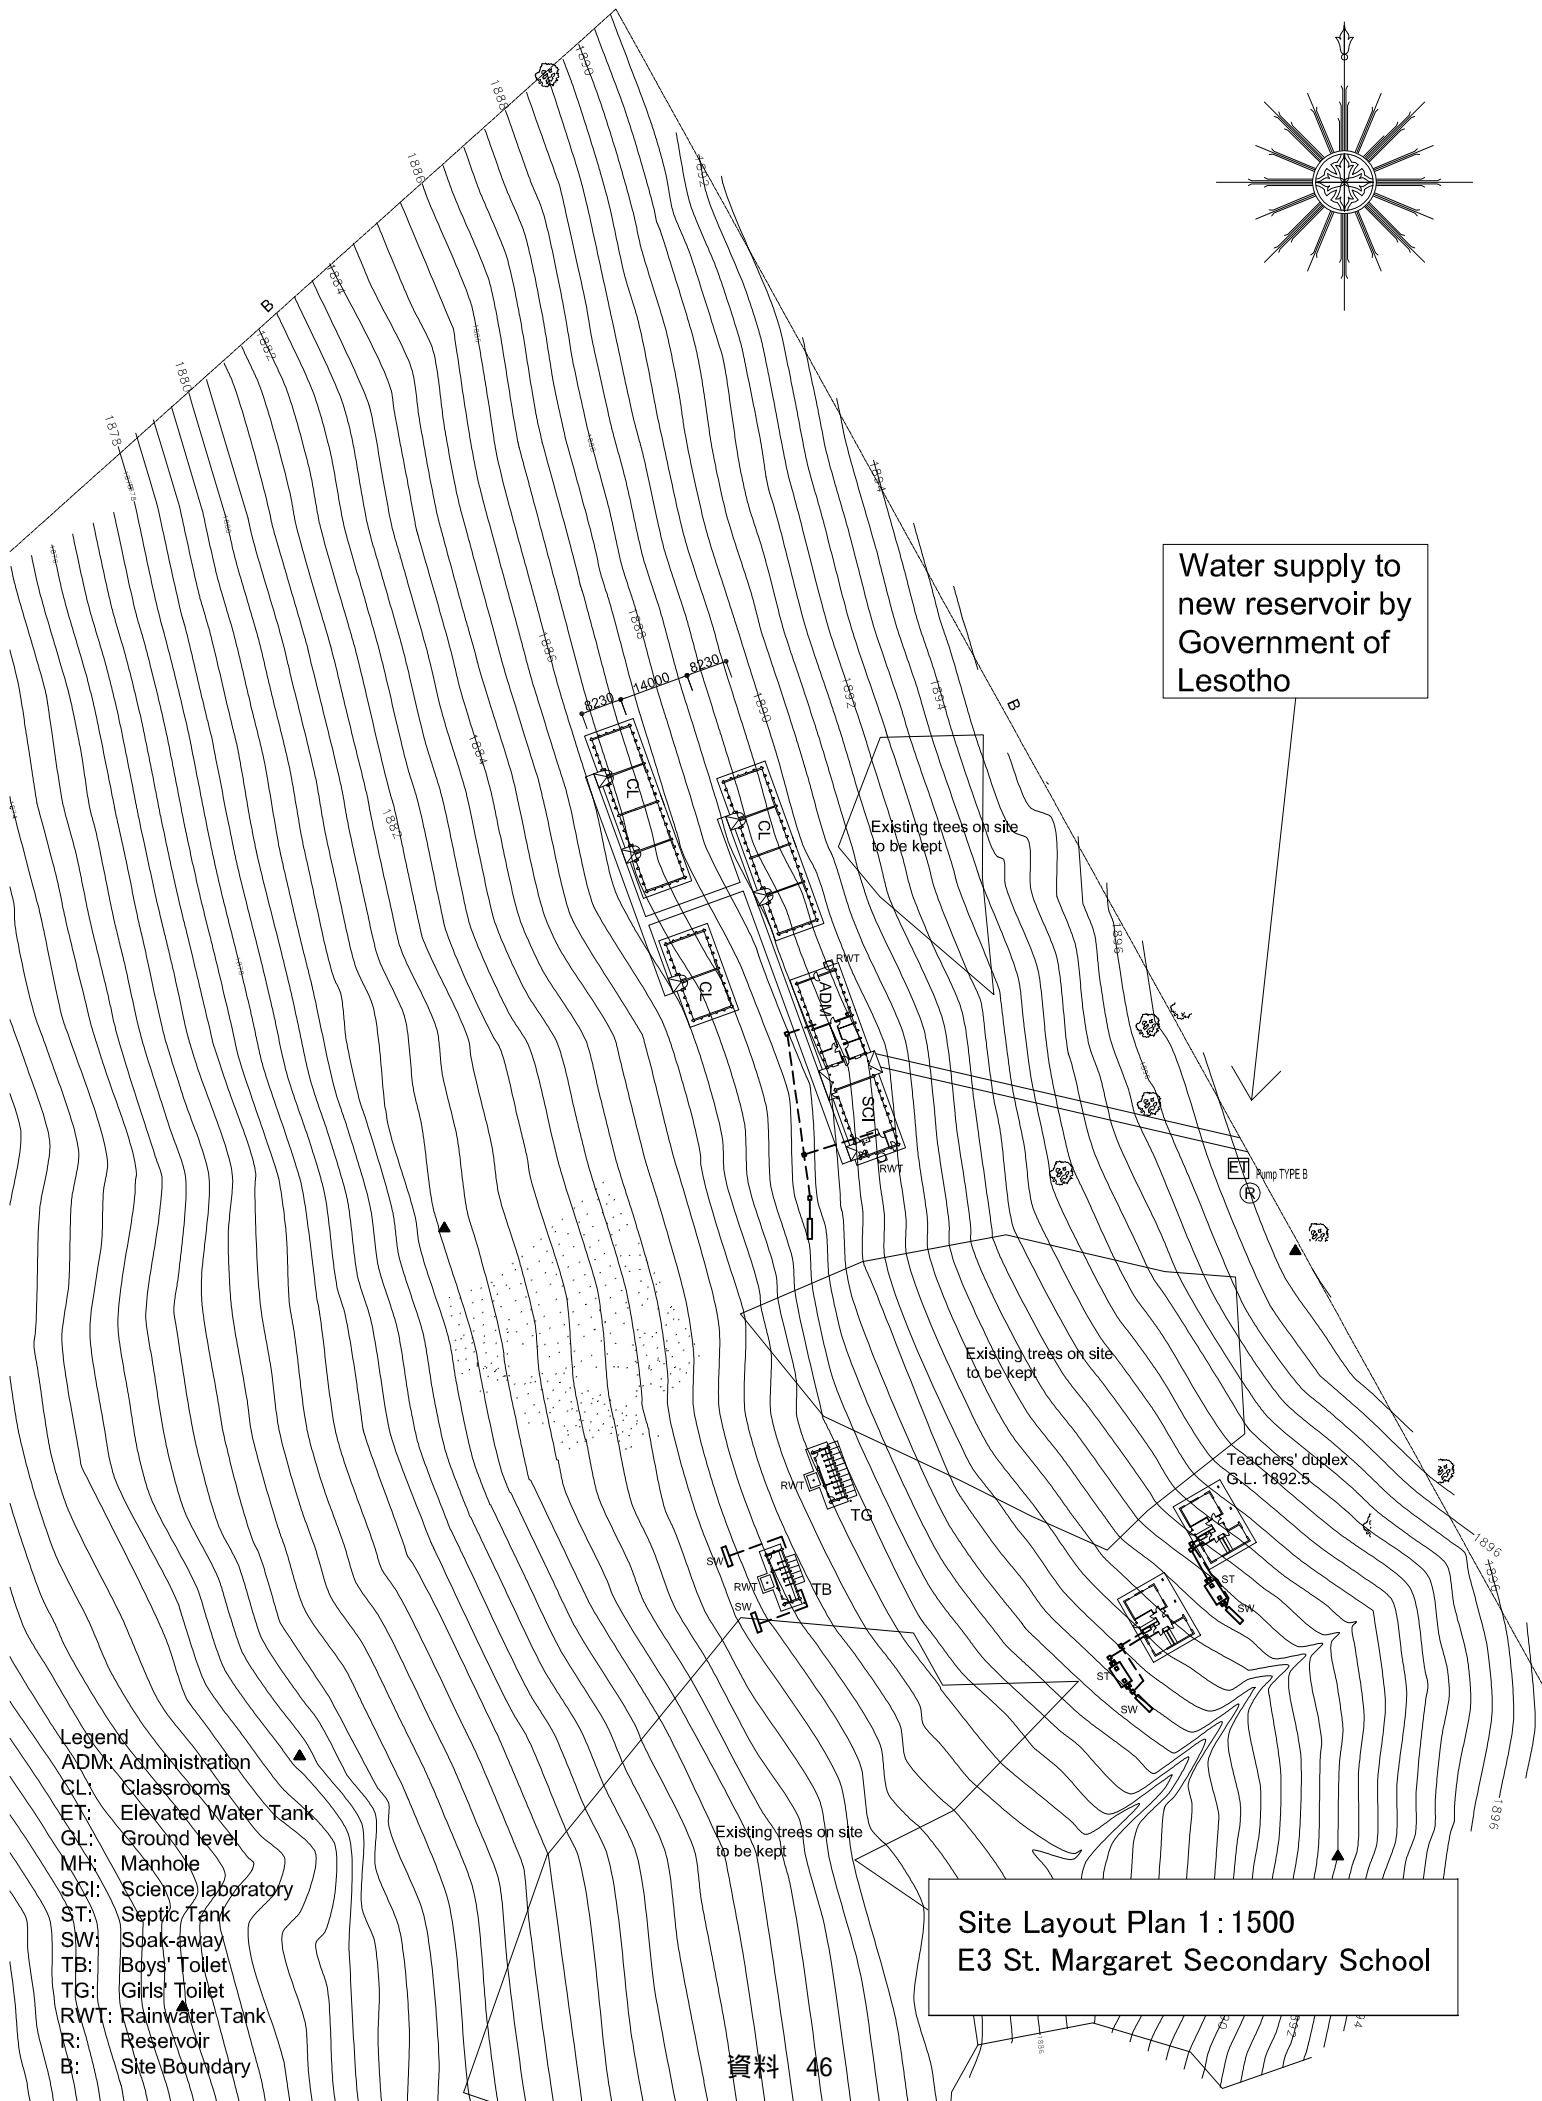 1890
1888
1886
1892
1884
B
1882
1880
1878
1894
Water supply to
new reservoir by
Government of
Lesotho
1888
1886
8230
14000
8230
1890
1892
1894
B
1884
1882
CL
CL
Existing trees on site
to be kept
1896
RWT
CL
ADM
SCI
RWT
ET
Pump TYPE B
R
Existing trees on site
to be kept
Teachers' duplex
G.L. 1892.5
RWT
TG
SW
RWT
TB
SW
ST
SW
ST
SW
1896
1896
1896
Existing trees on site
to be kept
Legend
ADM: Administration
CL: Classrooms
ET: Elevated Water Tank
GL: Ground level
MH: Manhole
SCI: Science laboratory
ST: Septic Tank
SW: Soak-away
TB: Boys' Toilet
TG: Girls' Toilet
RWT: Rainwater Tank
R: Reservoir
B: Site Boundary
Site Layout Plan 1:1500
E3 St. Margaret Secondary School
1886
資料 46